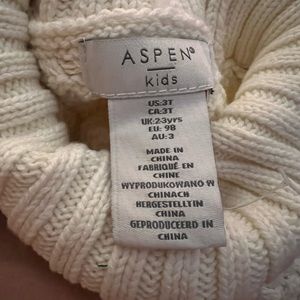 ASPEN®
kids
US:3T
CA:3T
UK:2-3yrs
EU: 98
AU: 3
MADE IN
CHINA
FABRIQUÉ EN
CHINE
WYPRODUKOWANO W
CHINACH
HERGESTELLT IN
CHINA
GEPRODUCEERD IN
CHINA